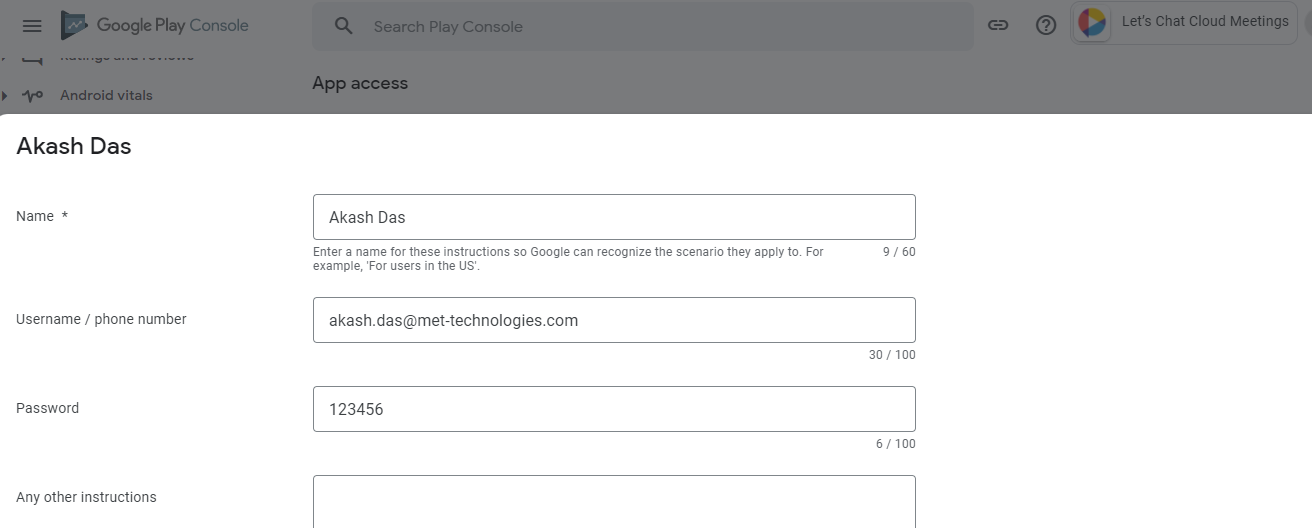 Google Play Console
Search Play Console
Let's Chat Cloud Meetings
Ratings and reviews
App access
Android vitals
Akash Das
Name *
Akash Das
Enter a name for these instructions so Google can recognize the scenario they apply to. For
example, 'For users in the US'.
9 / 60
Username / phone number
akash.das@met-technologies.com
30 / 100
Password
123456
6 / 100
Any other instructions